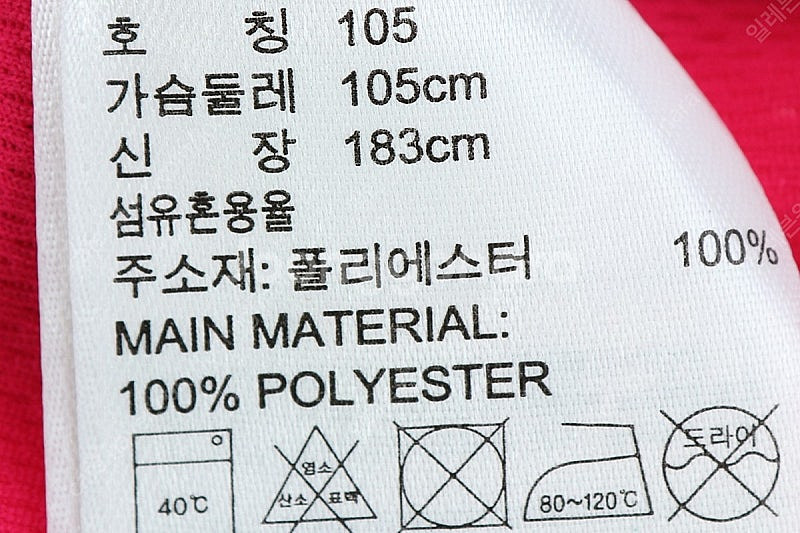 호 칭 105
가슴둘레 105cm
신 장 183cm
섬유혼용율
주소재: 폴리에스터 100%
MAIN MATERIAL:
100% POLYESTER
40℃
염소
산소 표백
80~120℃
드라이